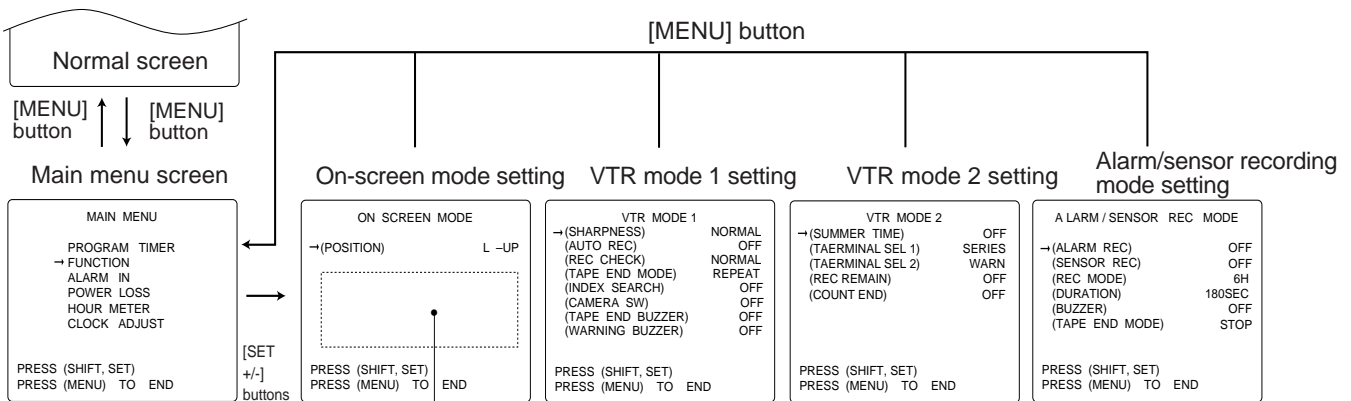 [MENU] button
Normal screen
[MENU]
button
[MENU]
button
Main menu screen
On-screen mode setting
VTR mode 1 setting
VTR mode 2 setting
Alarm/sensor recording
mode setting
MAIN MENU
PROGRAM TIMER
→ FUNCTION
ALARM IN
POWER LOSS
HOUR METER
CLOCK ADJUST
PRESS (SHIFT, SET)
PRESS (MENU) TO END
[SET
+/-]
buttons
ON SCREEN MODE
→(POSITION) L –UP
PRESS (SHIFT, SET)
PRESS (MENU) TO END
VTR MODE 1
→(SHARPNESS) NORMAL
(AUTO REC) OFF
(REC CHECK) NORMAL
(TAPE END MODE) REPEAT
(INDEX SEARCH) OFF
(CAMERA SW) OFF
(TAPE END BUZZER) OFF
(WARNING BUZZER) OFF
PRESS (SHIFT, SET)
PRESS (MENU) TO END
VTR MODE 2
→(SUMMER TIME) OFF
(TAERMINAL SEL 1) SERIES
(TAERMINAL SEL 2) WARN
(REC REMAIN) OFF
(COUNT END) OFF
PRESS (SHIFT, SET)
PRESS (MENU) TO END
A LARM / SENSOR REC MODE
→(ALARM REC) OFF
(SENSOR REC) OFF
(REC MODE) 6H
(DURATION) 180SEC
(BUZZER) OFF
(TAPE END MODE) STOP
PRESS (SHIFT, SET)
PRESS (MENU) TO END